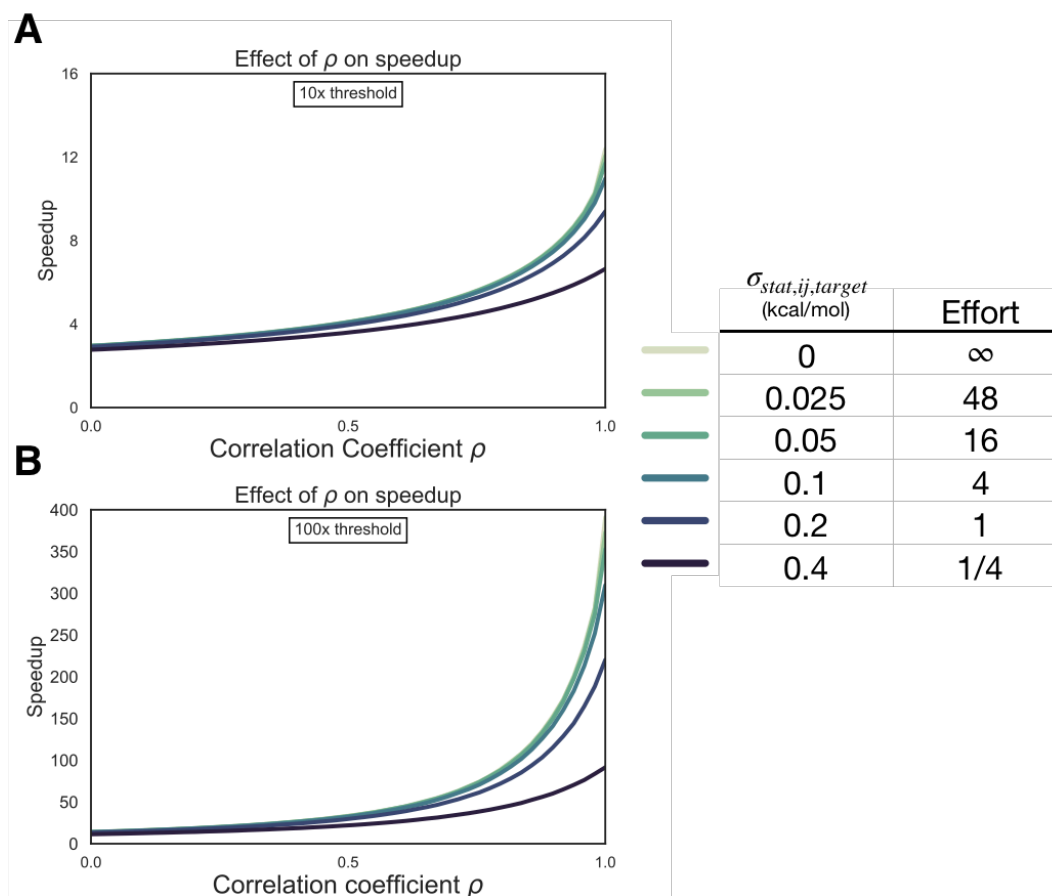 A
Effect of ρ on speedup
10x threshold
16
12
8
4
0
Speedup
0.0 0.5 1.0
Correlation Coefficient ρ
B
Effect of ρ on speedup
100x threshold
400
350
300
250
200
150
100
50
0
Speedup
0.0 0.5 1.0
Correlation coefficient ρ
σstat,ij,target
(kcal/mol) Effort
0 ∞
0.025 48
0.05 16
0.1 4
0.2 1
0.4 1/4